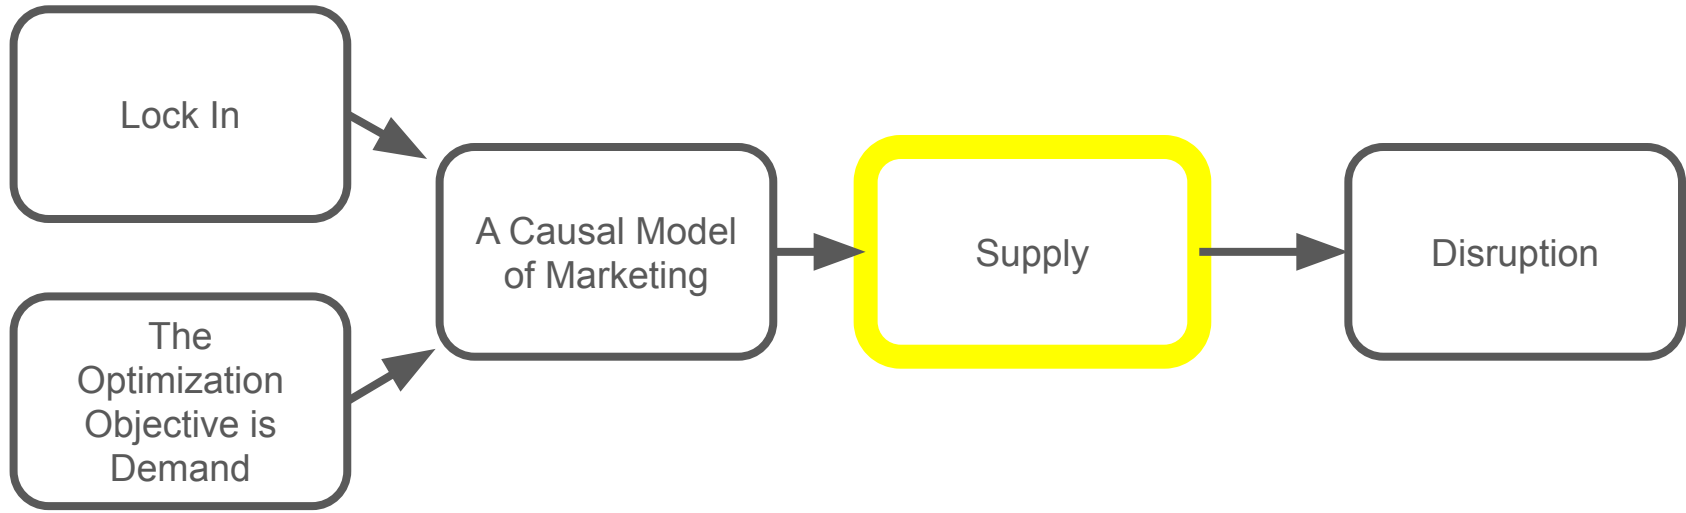 Lock In
The
Optimization
Objective is
Demand
A Causal Model
of Marketing
Supply
Disruption